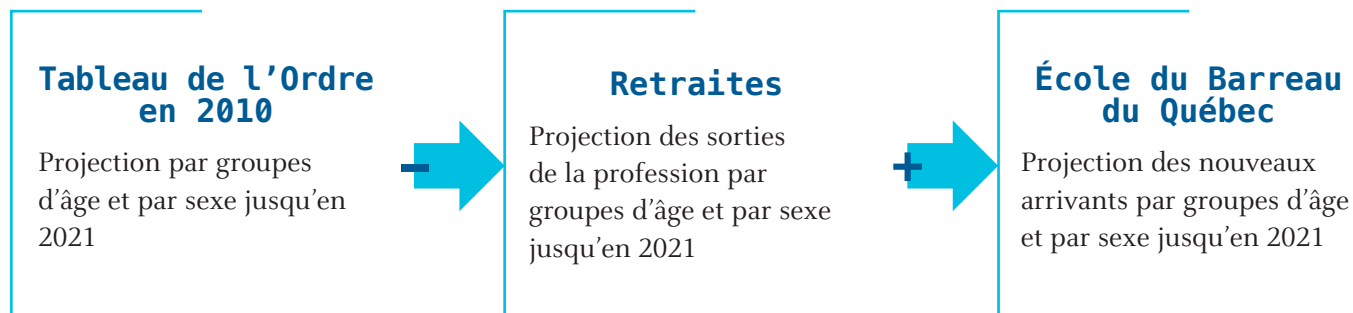 Tableau de l’Ordre
en 2010
Projection par groupes
d’âge et par sexe jusqu’en
2021
–
Retraites
Projection des sorties
de la profession par
groupes d’âge et par sexe
jusqu’en 2021
+
École du Barreau
du Québec
Projection des nouveaux
arrivants par groupes d’âge
et par sexe jusqu’en 2021